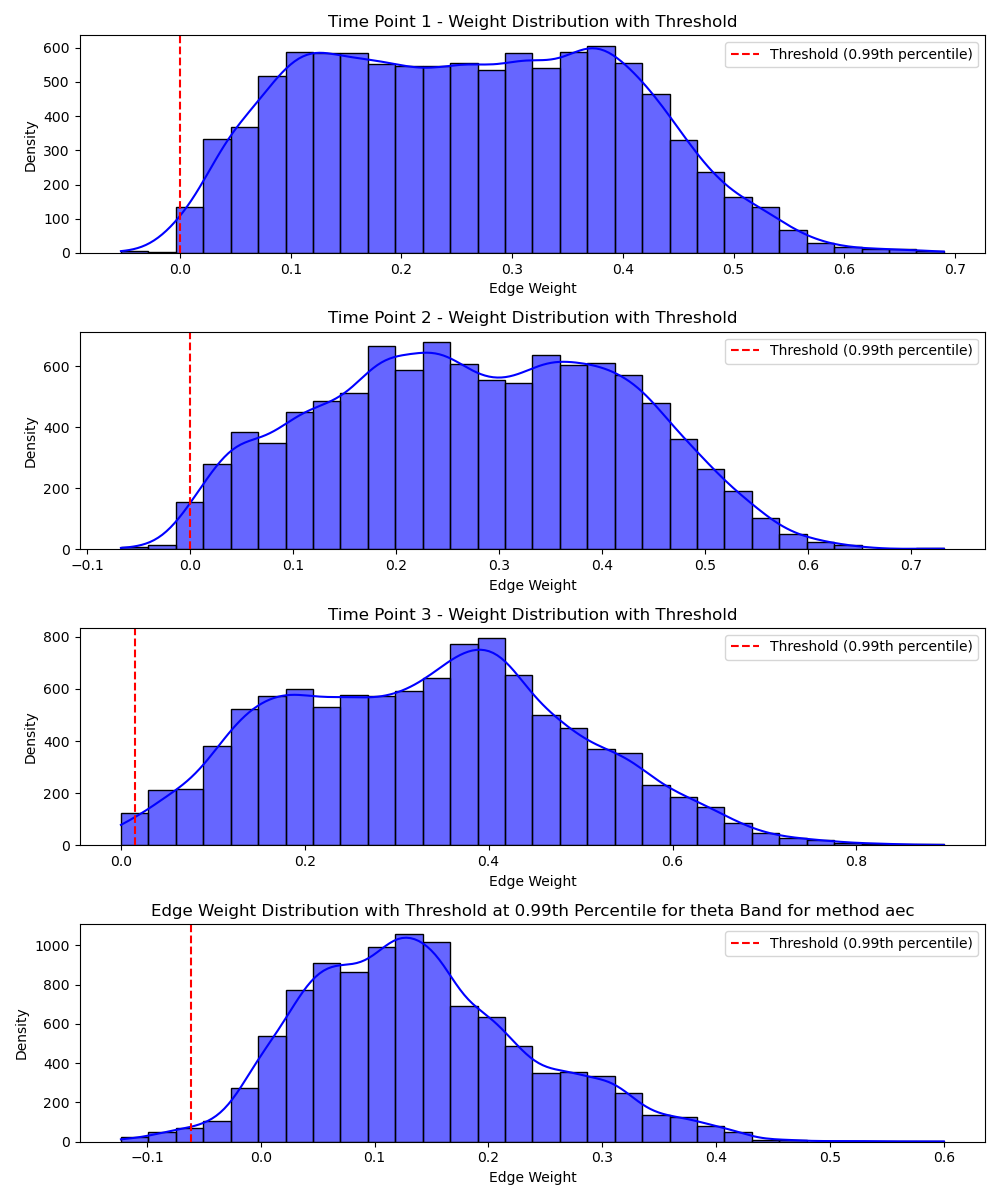 Time Point 1 - Weight Distribution with Threshold
Threshold (0.99th percentile)
Density
600
500
400
300
200
100
0
0.0 0.1 0.2 0.3 0.4 0.5 0.6 0.7
Edge Weight
Time Point 2 - Weight Distribution with Threshold
Threshold (0.99th percentile)
Density
600
400
200
0
−0.1 0.0 0.1 0.2 0.3 0.4 0.5 0.6 0.7
Edge Weight
Time Point 3 - Weight Distribution with Threshold
Threshold (0.99th percentile)
Density
800
600
400
200
0
0.0 0.2 0.4 0.6 0.8
Edge Weight
Edge Weight Distribution with Threshold at 0.99th Percentile for theta Band for method aec
Threshold (0.99th percentile)
Density
1000
800
600
400
200
0
−0.1 0.0 0.1 0.2 0.3 0.4 0.5 0.6
Edge Weight